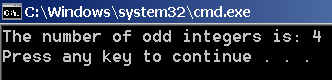 C:\Windows\system32\cmd.exe
The number of odd integers is: 4
Press any key to continue . . .